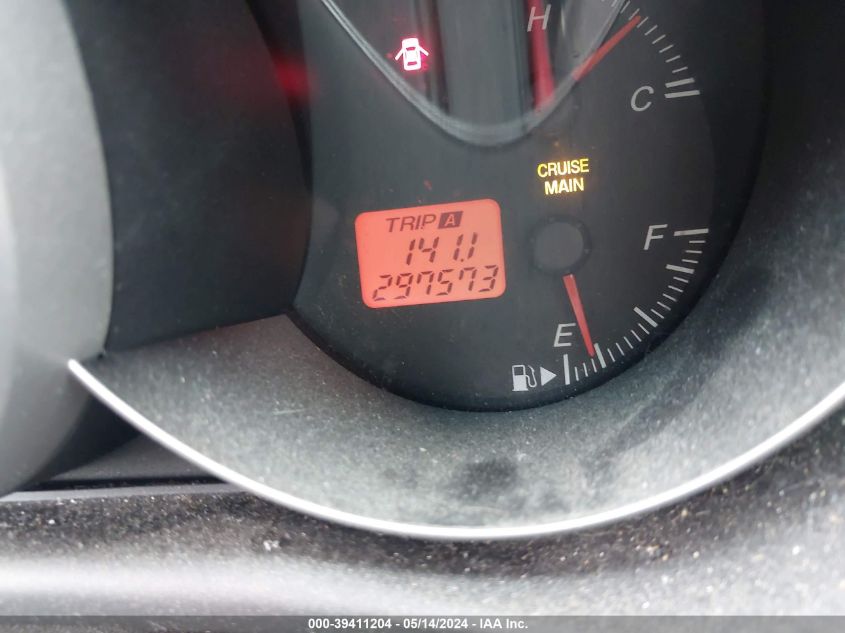 H
C
CRUISE
MAIN
TRIP A
141.1
297573
F
E
000-39411204 - 05/14/2024 - IAA Inc.